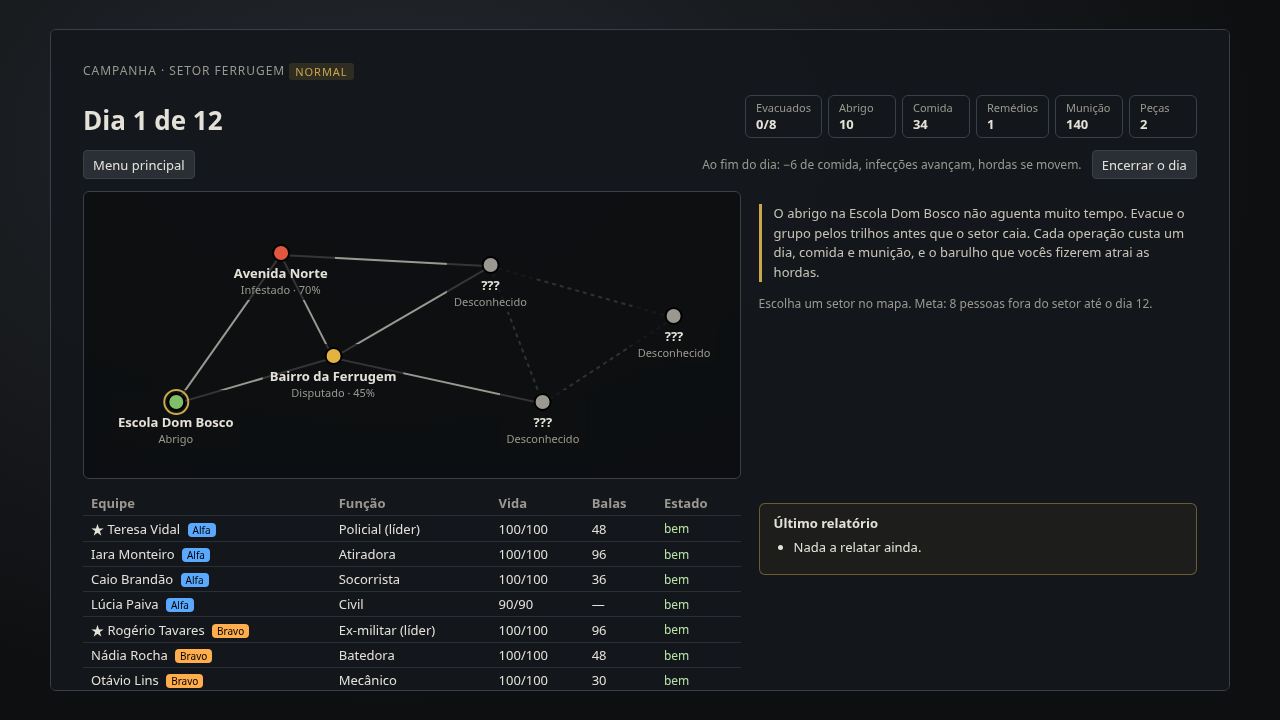 CAMPANHA · SETOR FERRUGEM NORMAL
Dia 1 de 12
Evacuados 0/8
Abrigo 10
Comida 34
Remédios 1
Munição 140
Peças 2
Menu principal
Ao fim do dia: −6 de comida, infecções avançam, hordas se movem.
Encerrar o dia
Avenida Norte
Infestado · 70%
???
Desconhecido
???
Desconhecido
Bairro da Ferrugem
Disputado · 45%
Escola Dom Bosco
Abrigo
???
Desconhecido
O abrigo na Escola Dom Bosco não aguenta muito tempo. Evacue o
grupo pelos trilhos antes que o setor caia. Cada operação custa um
dia, comida e munição, e o barulho que vocês fizerem atrai as
hordas.
Escolha um setor no mapa. Meta: 8 pessoas fora do setor até o dia 12.
Equipe Função Vida Balas Estado
★ Teresa Vidal Alfa Policial (líder) 100/100 48 bem
Iara Monteiro Alfa Atiradora 100/100 96 bem
Caio Brandão Alfa Socorrista 100/100 36 bem
Lúcia Paiva Alfa Civil 90/90 — bem
★ Rogério Tavares Bravo Ex-militar (líder) 100/100 96 bem
Nádia Rocha Bravo Batedora 100/100 48 bem
Otávio Lins Bravo Mecânico 100/100 30 bem
Último relatório
• Nada a relatar ainda.